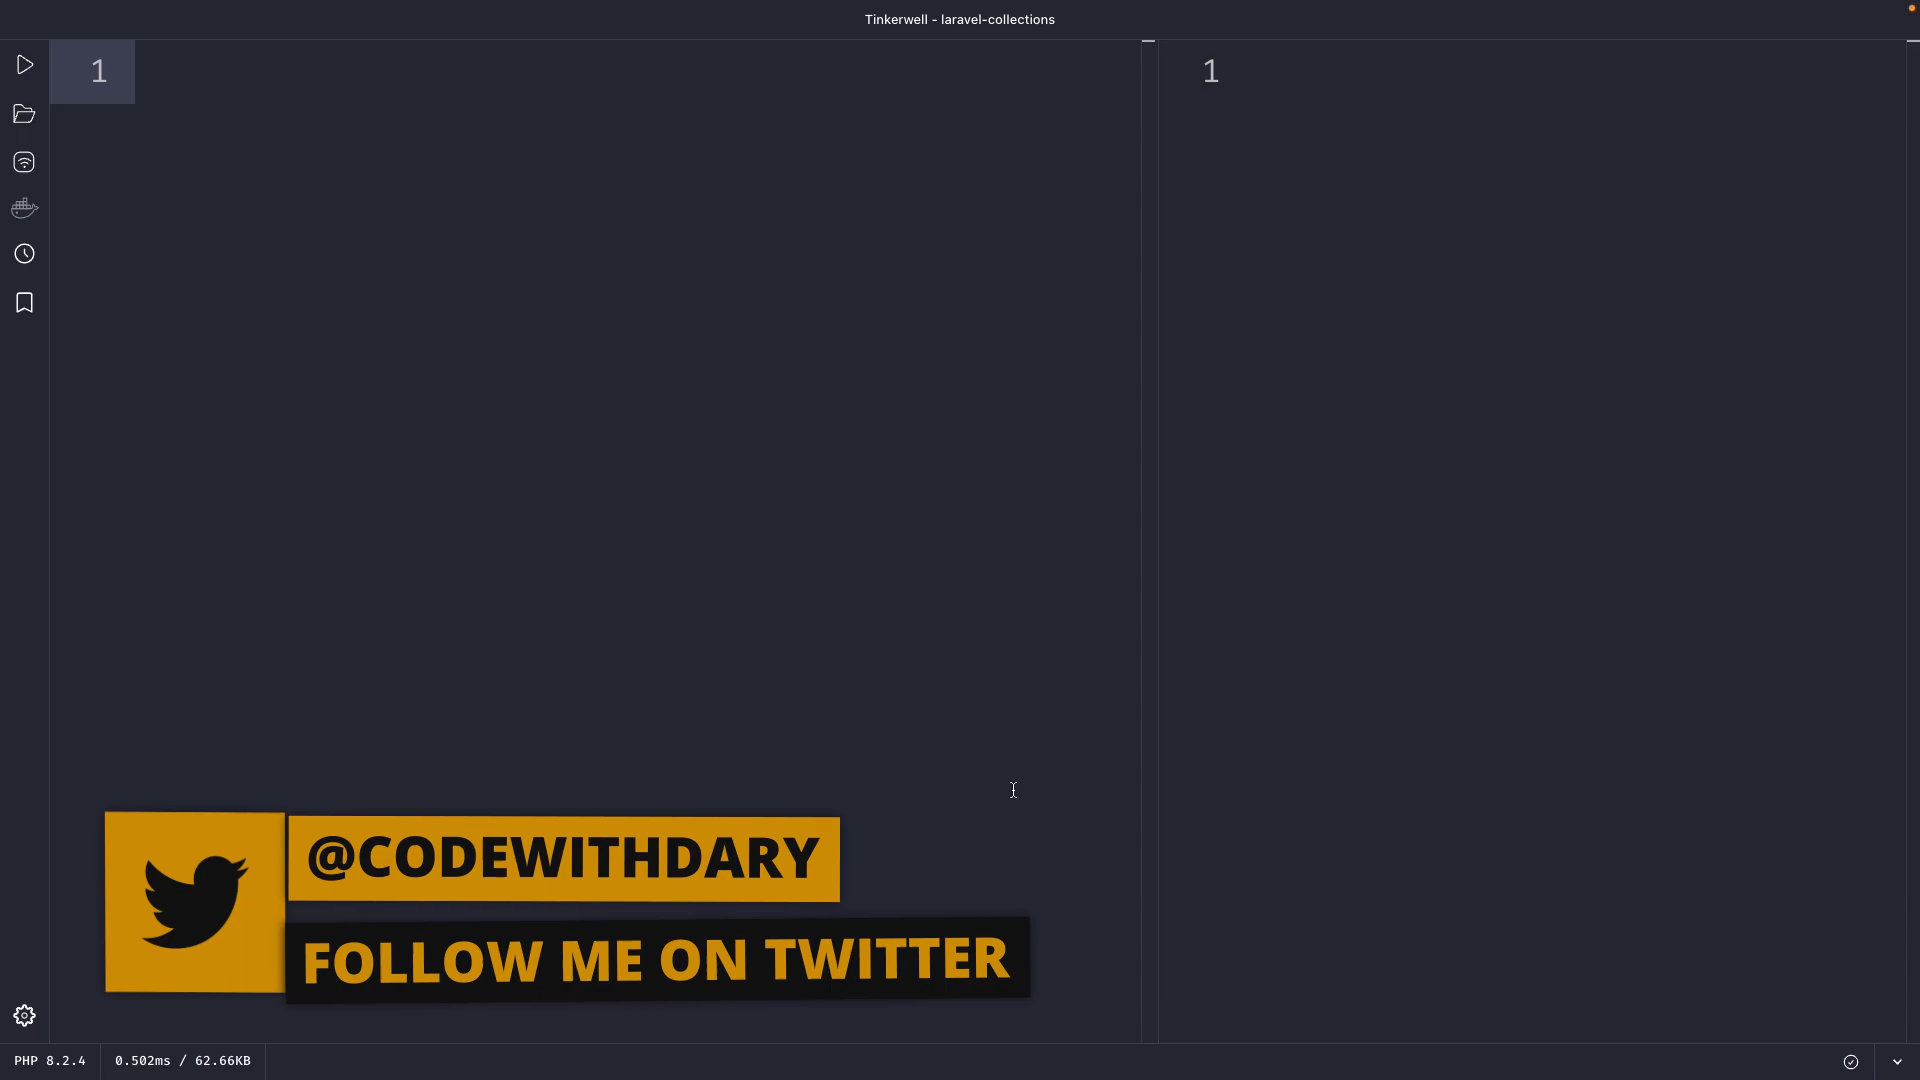 Tinkerwell - laravel-collections
1
1
@CODEWITHDARY
FOLLOW ME ON TWITTER
PHP 8.2.4
0.502ms / 62.66KB